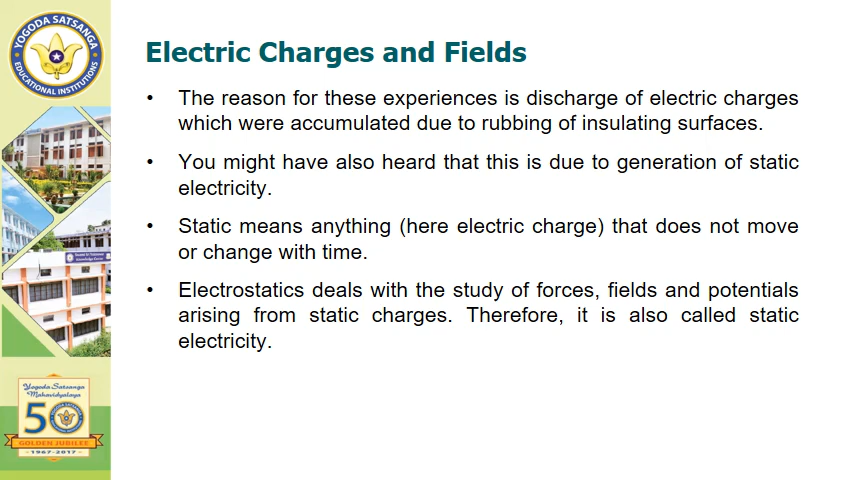 YOGODA SATSANGA
EDUCATIONAL INSTITUTIONS
Electric Charges and Fields
• The reason for these experiences is discharge of electric charges
which were accumulated due to rubbing of insulating surfaces.
• You might have also heard that this is due to generation of static
electricity.
• Static means anything (here electric charge) that does not move
or change with time.
• Electrostatics deals with the study of forces, fields and potentials
arising from static charges. Therefore, it is also called static
electricity.
Yogoda Satsanga
Mahavidyalaya
50
YOGODA SATSANGA
GOLDEN JUBILEE
-1967-2017-